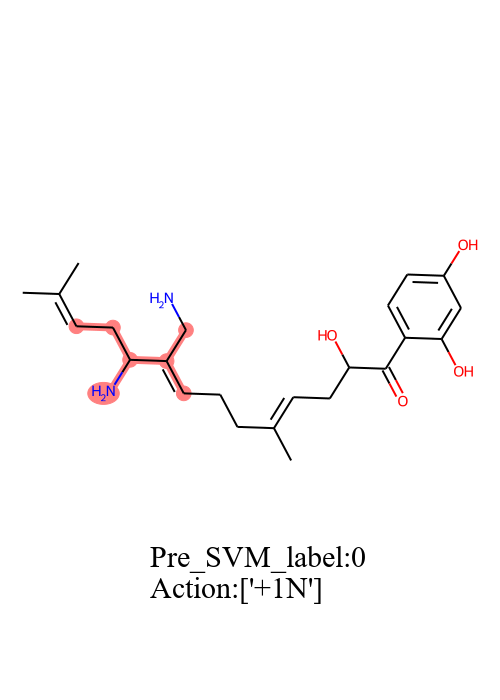 OH
H2N
HO
H2N
OH
O
Pre_SVM_label:0
Action:['+1N']